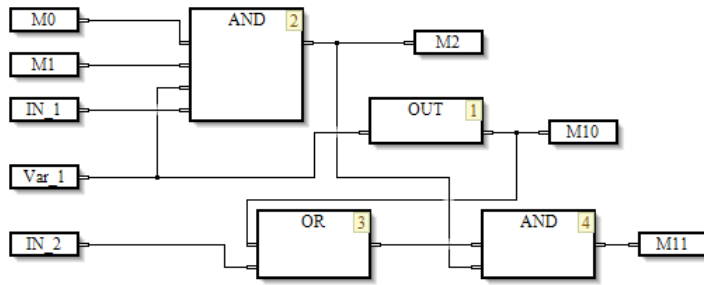 M0
AND
2
M2
M1
IN_1
OUT
1
M10
Var_1
IN_2
OR
3
AND
4
M11